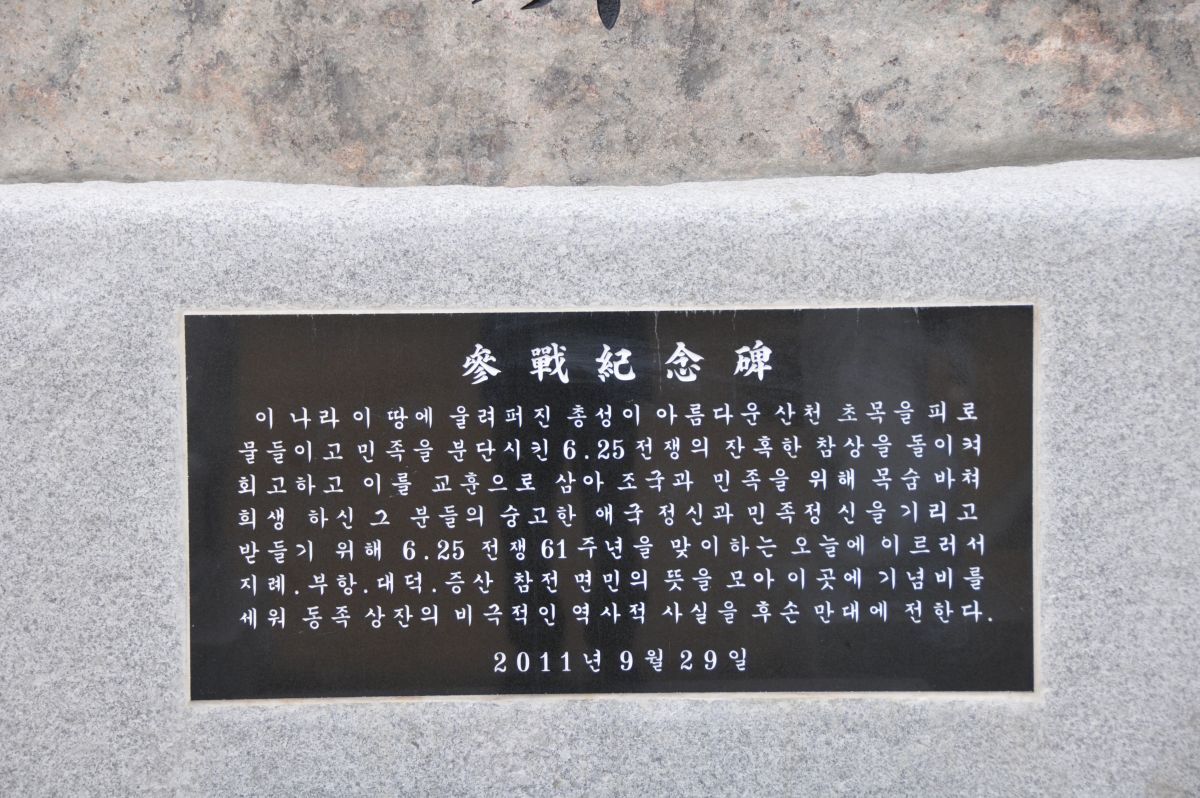 參戰紀念碑
이 나라 이 땅에 울려퍼진 총성이 아름다운 산천 초목을 피로
물들이고 민족을 분단시킨 6.25 전쟁의 잔혹한 참상을 돌이켜
회고하고 이를 교훈으로 삼아 조국과 민족을 위해 목숨 바쳐
희생 하신 그 분들의 숭고한 애국 정신과 민족정 신을 기리고
받들기 위해 6.25 전쟁 61주년을 맞이하는 오늘에 이르러서
지례.부항.대덕.증산 참전 면민의 뜻을 모아 이곳에 기념비를
세워 동족 상잔의 비극적인 역사적 사실을 후손 만대에 전한다.
2011년 9월 29일